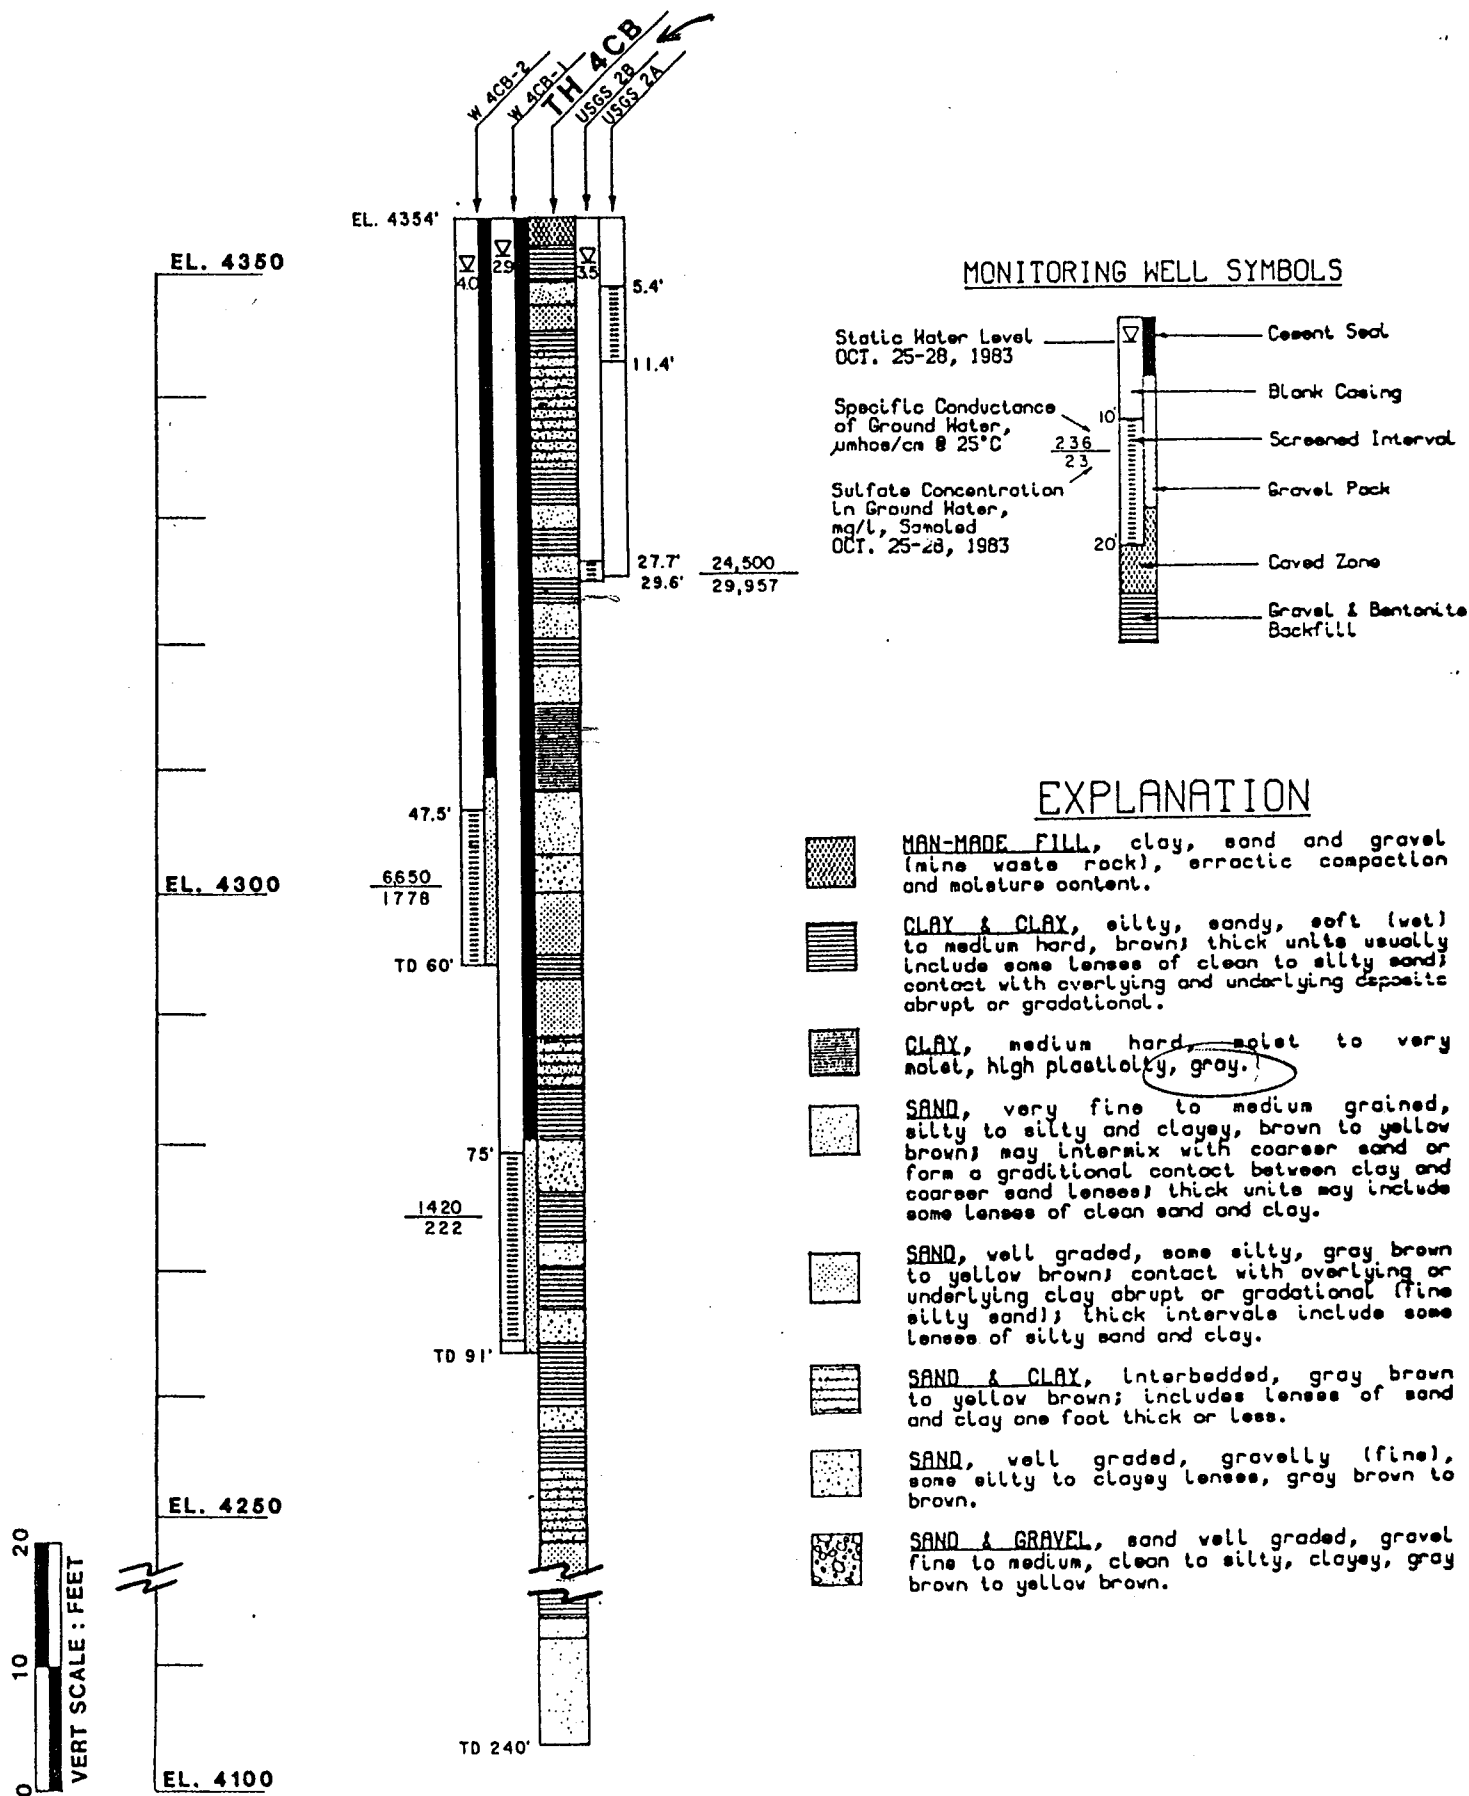 W 4CB-2
W 4CB-1
TH 4CB
USGS 2B
USGS 2A
EL. 4354'
EL. 4350
4.0
2.9
3.5
5.4'
11.4'
27.7'
29.6'
24,500
29,957
47.5'
6,650
1778
EL. 4300
TD 60'
75'
1420
222
TD 91'
EL. 4250
TD 240'
EL. 4100
0
10
20
VERT SCALE : FEET
MONITORING WELL SYMBOLS
Static Water Level
OCT. 25-28, 1983
Specific Conductance
of Ground Water,
µmhos/cm @ 25°C
Sulfate Concentration
in Ground Water,
mg/l, Sampled
OCT. 25-28, 1983
10'
236
23
20'
Cement Seal
Blank Casing
Screened Interval
Gravel Pack
Caved Zone
Gravel & Bentonite
Backfill
EXPLANATION
MAN-MADE FILL, clay, sand and gravel
(mine waste rock), erractic compaction
and moisture content.
CLAY & CLAY, silty, sandy, soft (wet)
to medium hard, brown; thick units usually
include some lenses of clean to silty sand;
contact with overlying and underlying deposits
abrupt or gradational.
CLAY, medium hard, moist to very
moist, high plasticity, gray.
SAND, very fine to medium grained,
silty to silty and clayey, brown to yellow
brown; may intermix with coarser sand or
form a graditional contact between clay and
coarser sand lenses; thick units may include
some lenses of clean sand and clay.
SAND, well graded, some silty, gray brown
to yellow brown; contact with overlying or
underlying clay abrupt or gradational (fine
silty sand); thick intervals include some
lenses of silty sand and clay.
SAND & CLAY, interbedded, gray brown
to yellow brown; includes lenses of sand
and clay one foot thick or less.
SAND, well graded, gravelly (fine),
some silty to clayey lenses, gray brown to
brown.
SAND & GRAVEL, sand well graded, gravel
fine to medium, clean to silty, clayey, gray
brown to yellow brown.